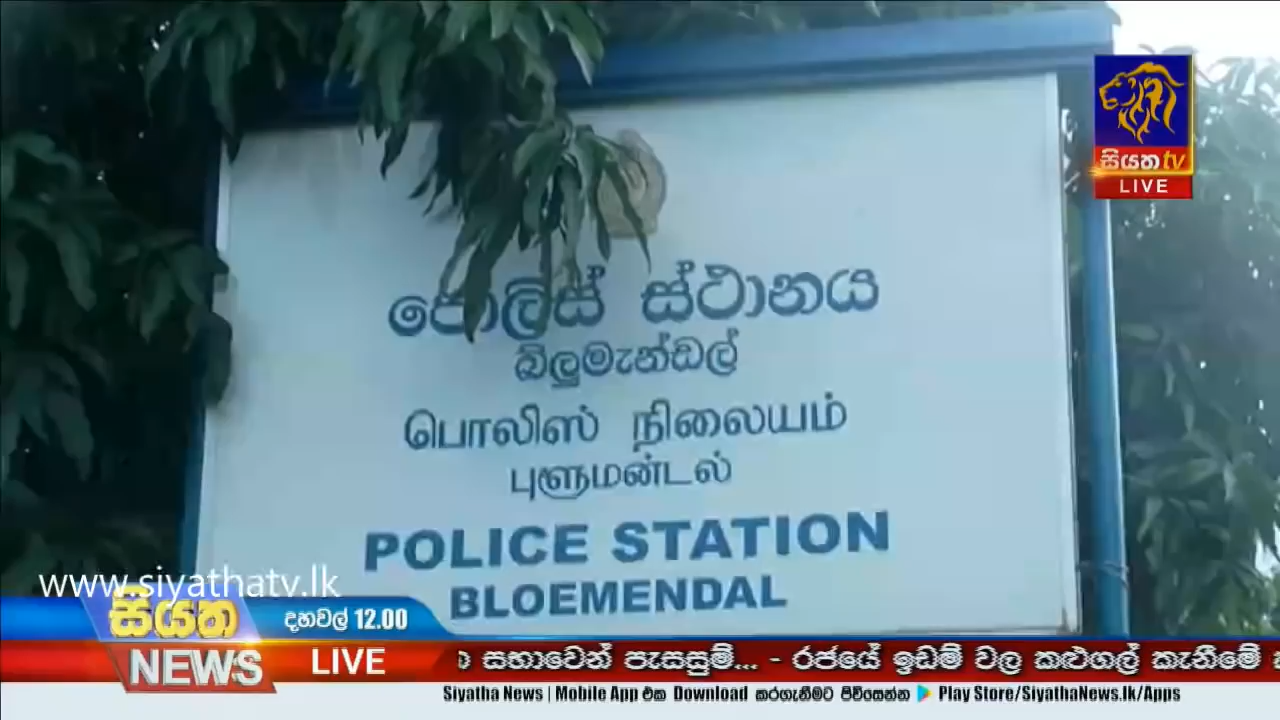 සියත tv
LIVE
පොලිස් ස්ථානය
බ්ලුමැන්ඩල්
பொலிஸ் நிலையம்
புளுமன்டல்
POLICE STATION
BLOEMENDAL
www.siyathatv.lk
සියත
දහවල් 12.00
NEWS
LIVE
සභාවෙන් පැසසුම්... - රජයේ ඉඩම් වල කළුගල් කැනීමේ
Siyatha News | Mobile App එක Download කරගැනීමට පිවිසෙන්න Play Store/SiyathaNews.lk/Apps